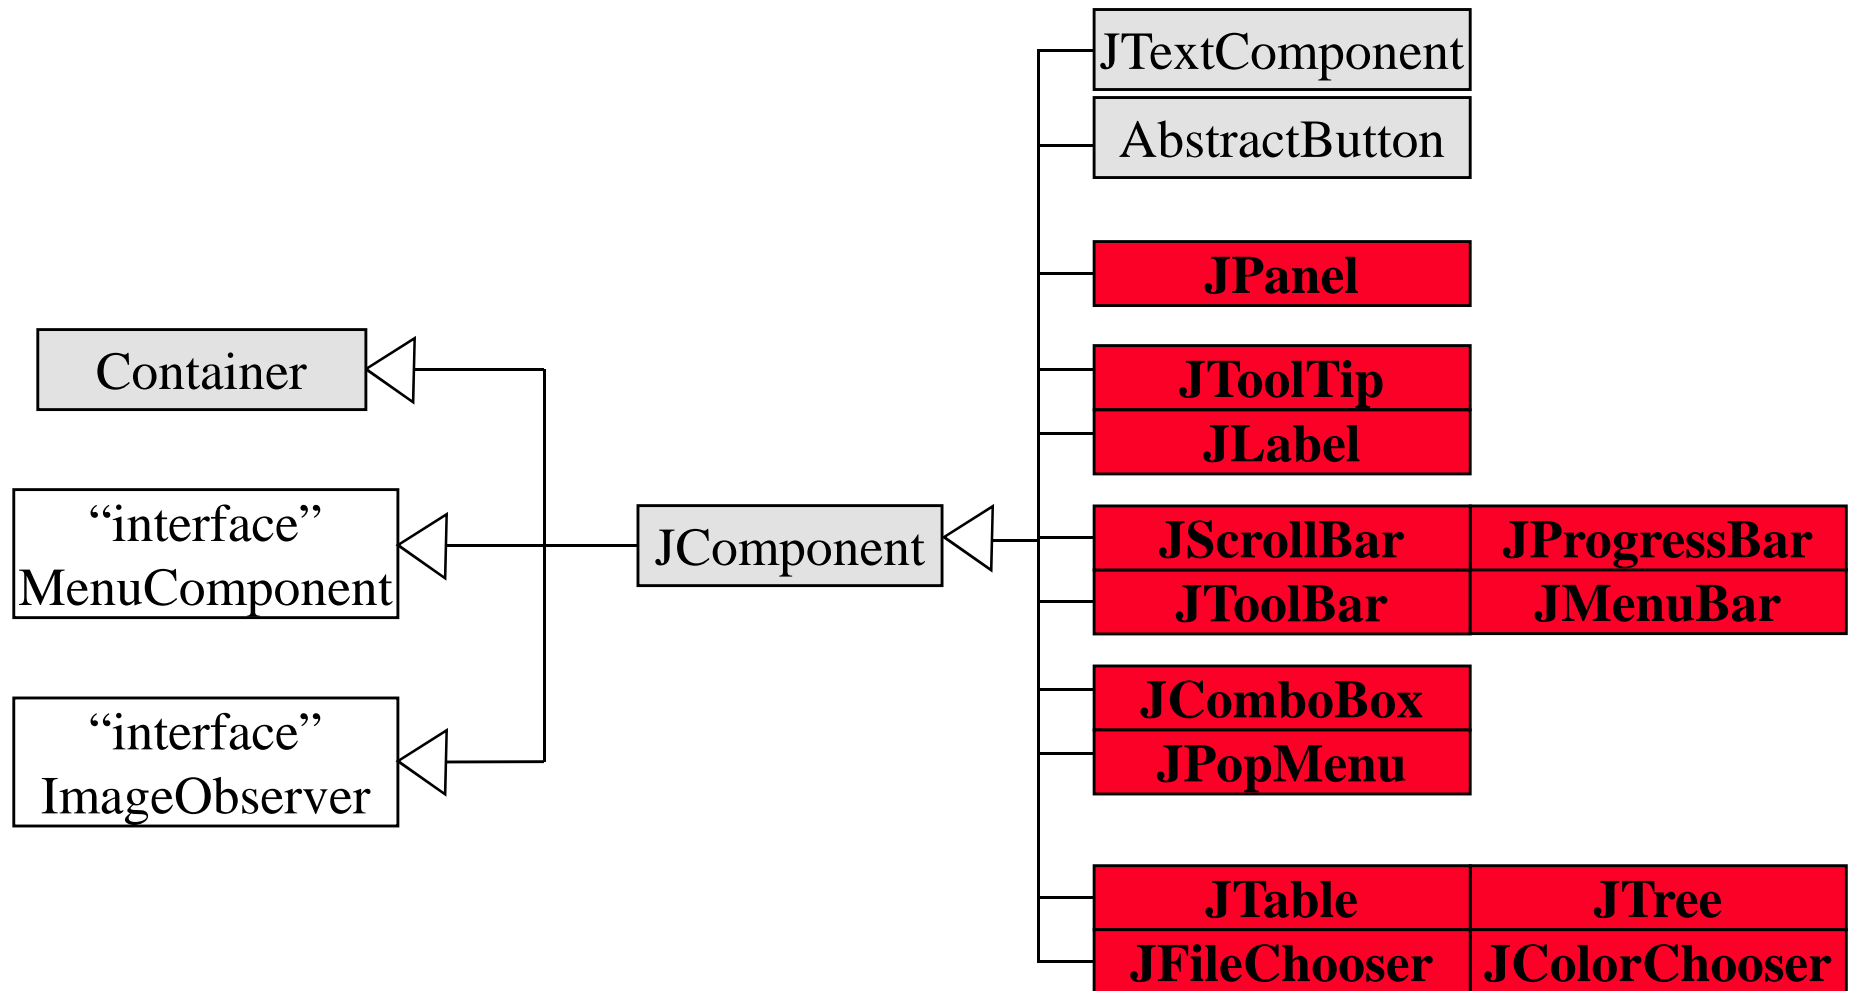 JTextComponent
AbstractButton
JPanel
Container
JToolTip
JLabel
“interface”
MenuComponent
JComponent
JScrollBar
JProgressBar
JToolBar
JMenuBar
“interface”
ImageObserver
JComboBox
JPopMenu
JTable
JTree
JFileChooser
JColorChooser